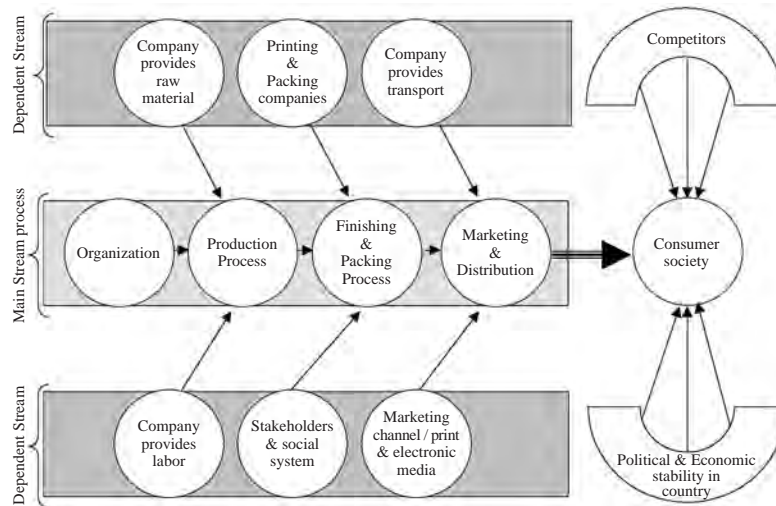 Dependent Stream
Company
provides
raw
material
Printing
&
Packing
companies
Company
provides
transport
Competitors
Main Stream process
Organization
Production
Process
Finishing
&
Packing
Process
Marketing
&
Distribution
Consumer
society
Dependent Stream
Company
provides
labor
Stakeholders
& social
system
Marketing
channel / print
& electronic
media
Political & Economic
stability in
country